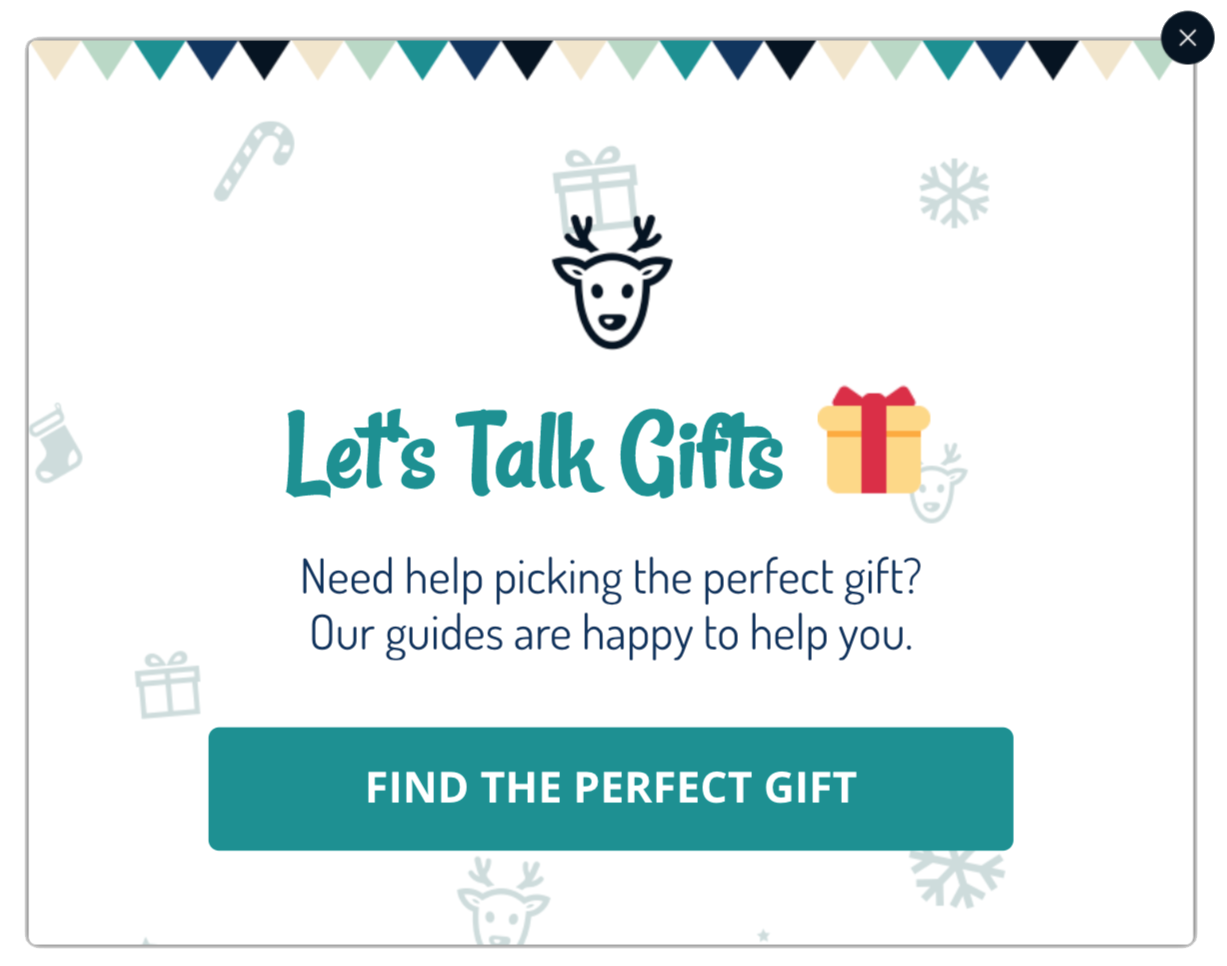 Let's Talk Gifts
Need help picking the perfect gift?
Our guides are happy to help you.
FIND THE PERFECT GIFT